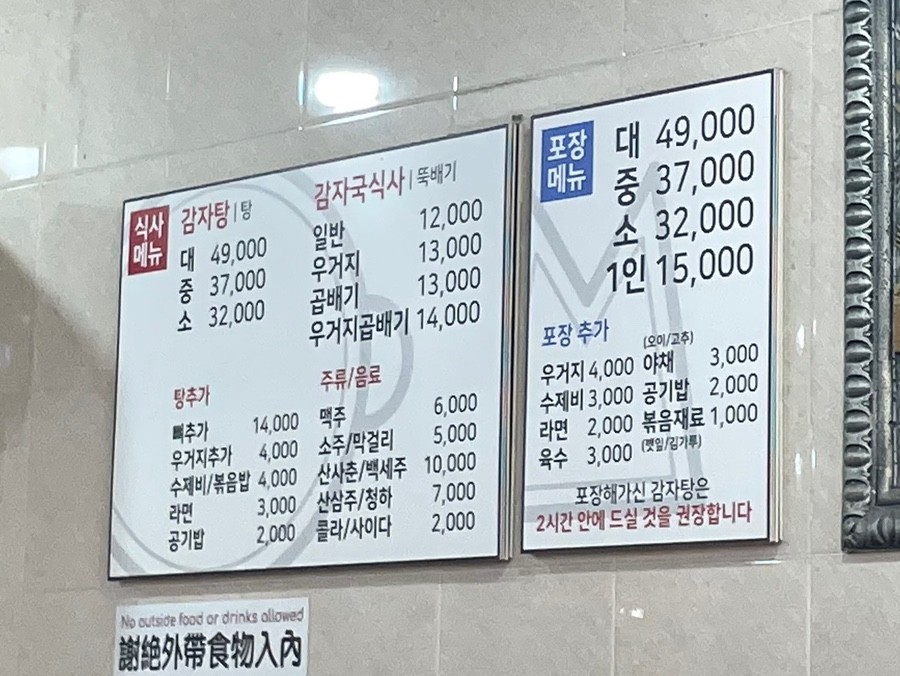 식사
메뉴
감자탕 | 탕
대 49,000
중 37,000
소 32,000
감자국식사 | 뚝배기
일반 12,000
우거지 13,000
곱배기 13,000
우거지곱배기 14,000
탕추가
뼈추가 14,000
우거지추가 4,000
수제비/볶음밥 4,000
라면 3,000
공기밥 2,000
주류/음료
맥주 6,000
소주/막걸리 5,000
산사춘/백세주 10,000
산삼주/청하 7,000
콜라/사이다 2,000
포장
메뉴
대 49,000
중 37,000
소 32,000
1인 15,000
포장 추가
우거지 4,000
수제비 3,000
라면 2,000
육수 3,000
(오이/고추)
야채 3,000
공기밥 2,000
볶음재료 1,000
(깻잎/김가루)
포장해가신 감자탕은
2시간 안에 드실 것을 권장합니다
No outside food or drinks allowed
謝絶外帶食物入內